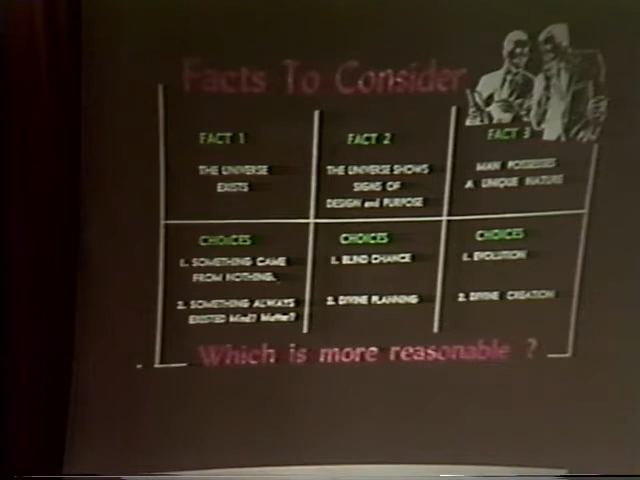 Facts To Consider
FACT 1
THE UNIVERSE
EXISTS
FACT 2
THE UNIVERSE SHOWS
SIGNS OF
DESIGN and PURPOSE
FACT 3
MAN POSSESSES
A UNIQUE NATURE
CHOICES
1. SOMETHING CAME
FROM NOTHING.
2. SOMETHING ALWAYS
EXISTED Mind? Matter?
CHOICES
1. BLIND CHANCE
2. DIVINE PLANNING
CHOICES
1. EVOLUTION
2. DIVINE CREATION
Which is more reasonable ?